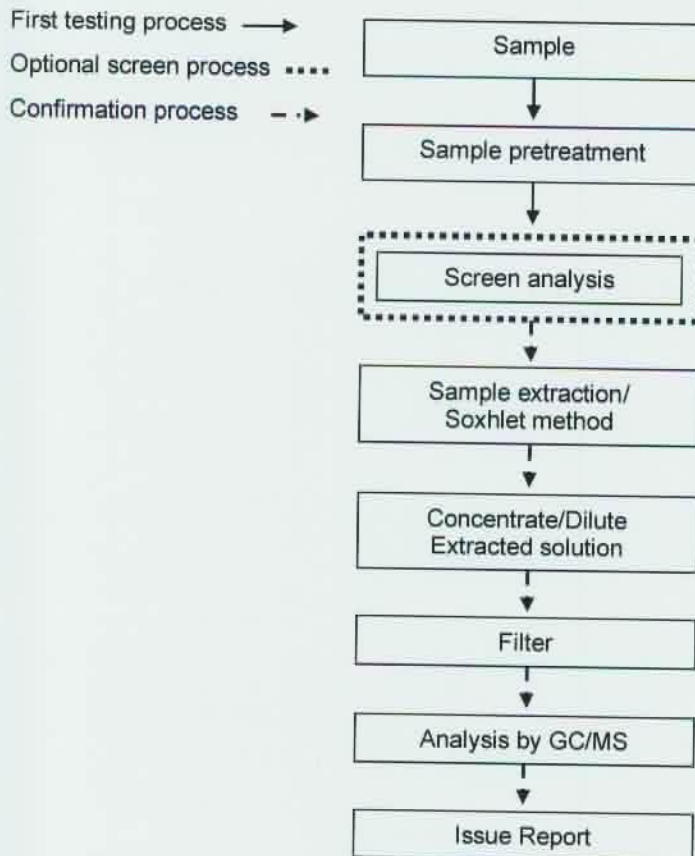 First testing process
Optional screen process
Confirmation process
Sample
Sample pretreatment
Screen analysis
Sample extraction/
Soxhlet method
Concentrate/Dilute
Extracted solution
Filter
Analysis by GC/MS
Issue Report